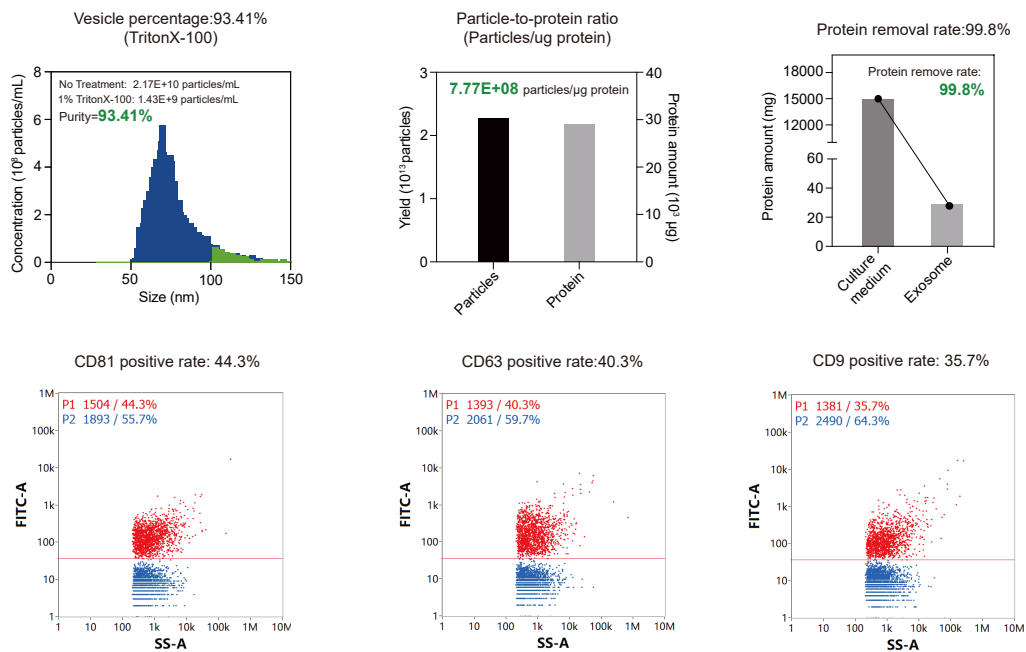 Vesicle percentage:93.41%
(TritonX-100)
No Treatment: 2.17E+10 particles/mL
1% TritonX-100: 1.43E+9 particles/mL
Purity=93.41%
8
6
4
2
0
Concentration (10⁸ particles/mL)
0
50
100
150
Size (nm)
Particle-to-protein ratio
(Particles/ug protein)
7.77E+08 particles/µg protein
3
2
1
0
Yield (10¹³ particles)
40
30
20
10
0
Protein amount (10³ µg)
Particles
Protein
Protein removal rate:99.8%
Protein remove rate:
99.8%
18000
15000
12000
60
40
20
0
Protein amount (mg)
Culture
medium
Exosome
CD81 positive rate: 44.3%
P1 1504 / 44.3%
P2 1893 / 55.7%
1M
100k
10k
1k
100
10
1
FITC-A
1
10
100
1k
10k
100k
1M
10M
SS-A
CD63 positive rate:40.3%
P1 1393 / 40.3%
P2 2061 / 59.7%
1M
100k
10k
1k
100
10
1
FITC-A
1
10
100
1k
10k
100k
1M
10M
SS-A
CD9 positive rate: 35.7%
P1 1381 / 35.7%
P2 2490 / 64.3%
1M
100k
10k
1k
100
10
1
FITC-A
1
10
100
1k
10k
100k
1M
10M
SS-A